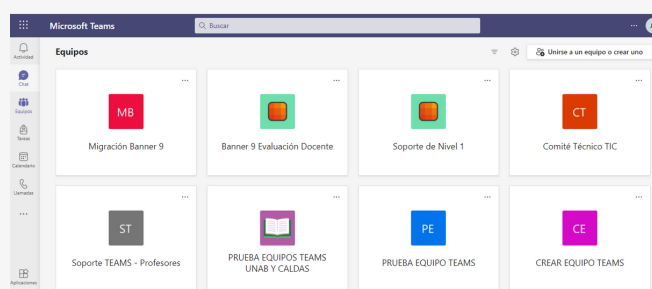 Microsoft Teams
Buscar
Equipos
Unirse a un equipo o crear uno
Actividad
Chat
Equipos
Tareas
Calendario
Llamadas
Aplicaciones
MB
Migración Banner 9
Banner 9 Evaluación Docente
Soporte de Nivel 1
CT
Comité Técnico TIC
ST
Soporte TEAMS - Profesores
PRUEBA EQUIPOS TEAMS
UNAB Y CALDAS
PE
PRUEBA EQUIPO TEAMS
CE
CREAR EQUIPO TEAMS